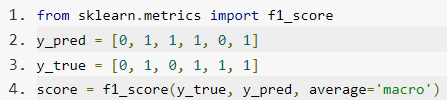 1. from sklearn.metrics import f1_score
2. y_pred = [0, 1, 1, 1, 0, 1]
3. y_true = [0, 1, 0, 1, 1, 1]
4. score = f1_score(y_true, y_pred, average='macro')